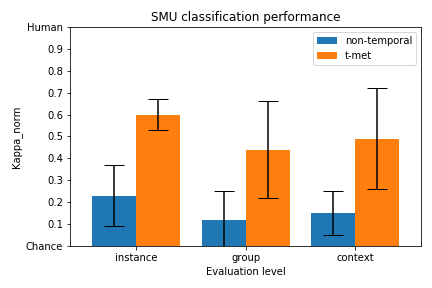 SMU classification performance
Human
0.9
0.8
0.7
0.6
0.5
0.4
0.3
0.2
0.1
Chance
Kappa_norm
non-temporal
t-met
instance
group
context
Evaluation level